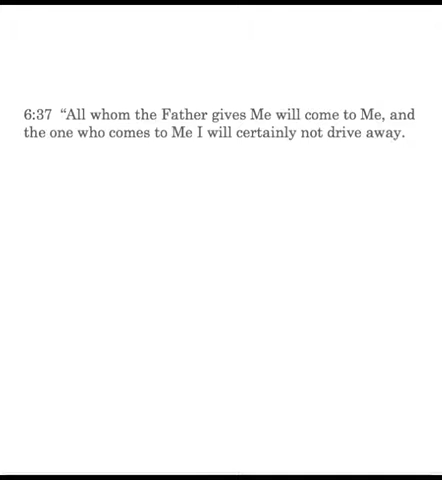 6:37  “All whom the Father gives Me will come to Me, and
the one who comes to Me I will certainly not drive away.